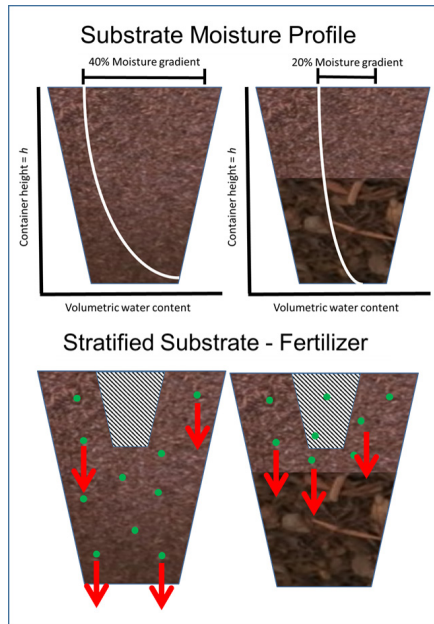 Substrate Moisture Profile
40% Moisture gradient
20% Moisture gradient
Container height = h
Container height = h
Volumetric water content
Volumetric water content
Stratified Substrate - Fertilizer